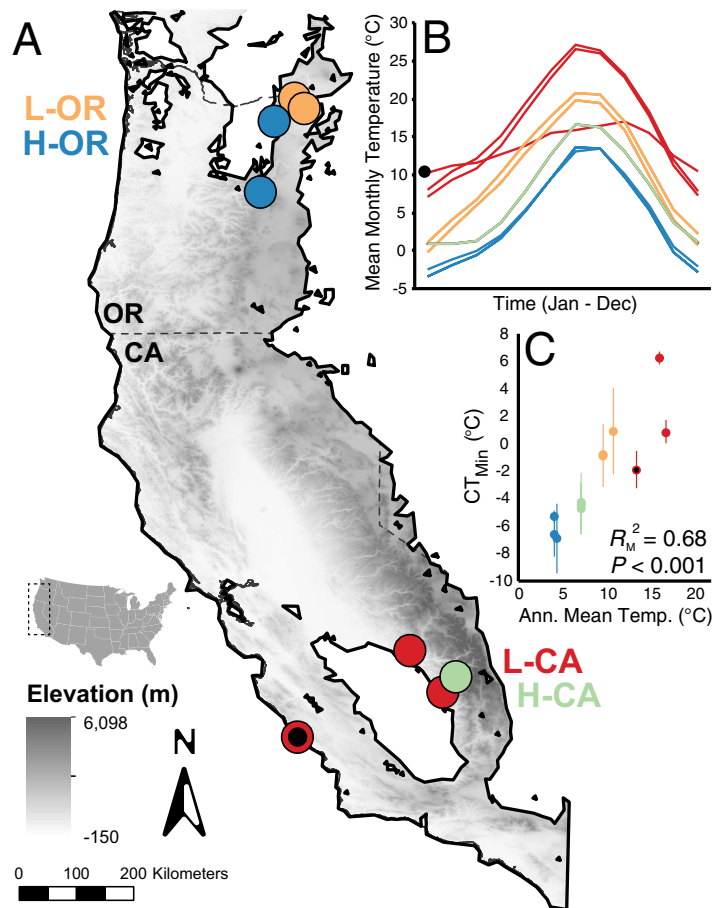 A
L-OR
H-OR
OR
CA
L-CA
H-CA
Elevation (m)
6,098
-150
N
0 100 200 Kilometers
B
Mean Monthly Temperature (°C)
30
25
20
15
10
5
0
-5
Time (Jan - Dec)
C
CT_Min (°C)
8
6
4
2
0
-2
-4
-6
-8
-10
R_M² = 0.68
P < 0.001
0 5 10 15 20
Ann. Mean Temp. (°C)